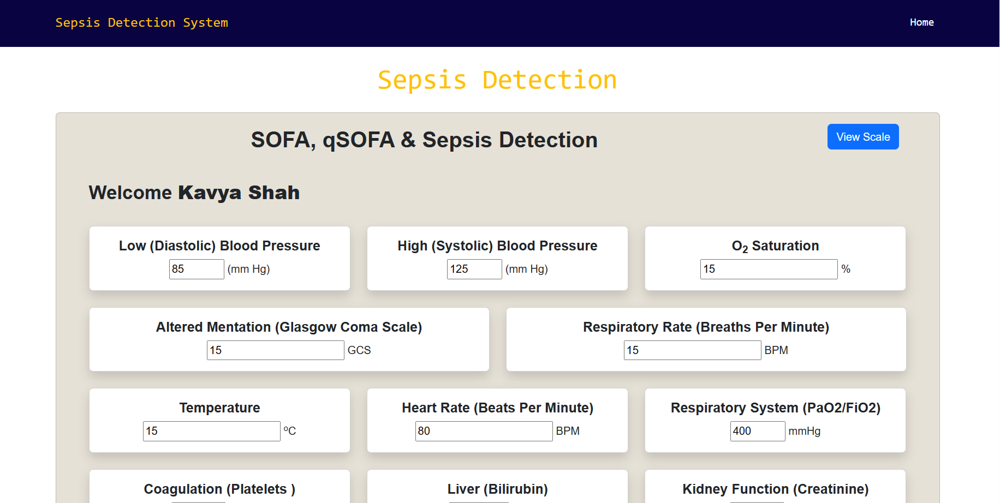 Sepsis Detection System
Home
Sepsis Detection
SOFA, qSOFA & Sepsis Detection
View Scale
Welcome Kavya Shah
Low (Diastolic) Blood Pressure
85 (mm Hg)
High (Systolic) Blood Pressure
125 (mm Hg)
O2 Saturation
15 %
Altered Mentation (Glasgow Coma Scale)
15 GCS
Respiratory Rate (Breaths Per Minute)
15 BPM
Temperature
15 ºC
Heart Rate (Beats Per Minute)
80 BPM
Respiratory System (PaO2/FiO2)
400 mmHg
Coagulation (Platelets )
Liver (Bilirubin)
Kidney Function (Creatinine)